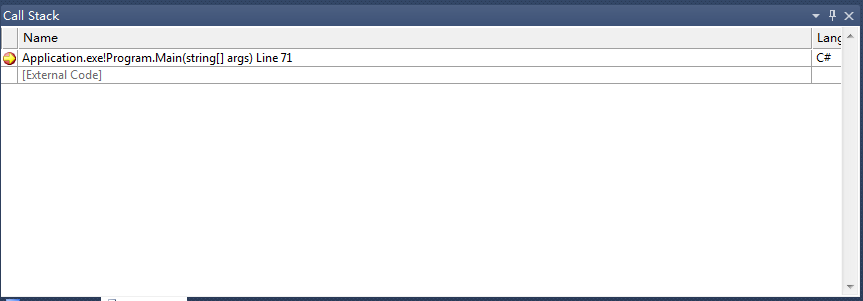 Call Stack
Name Lang
Application.exe!Program.Main(string[] args) Line 71 C#
[External Code]